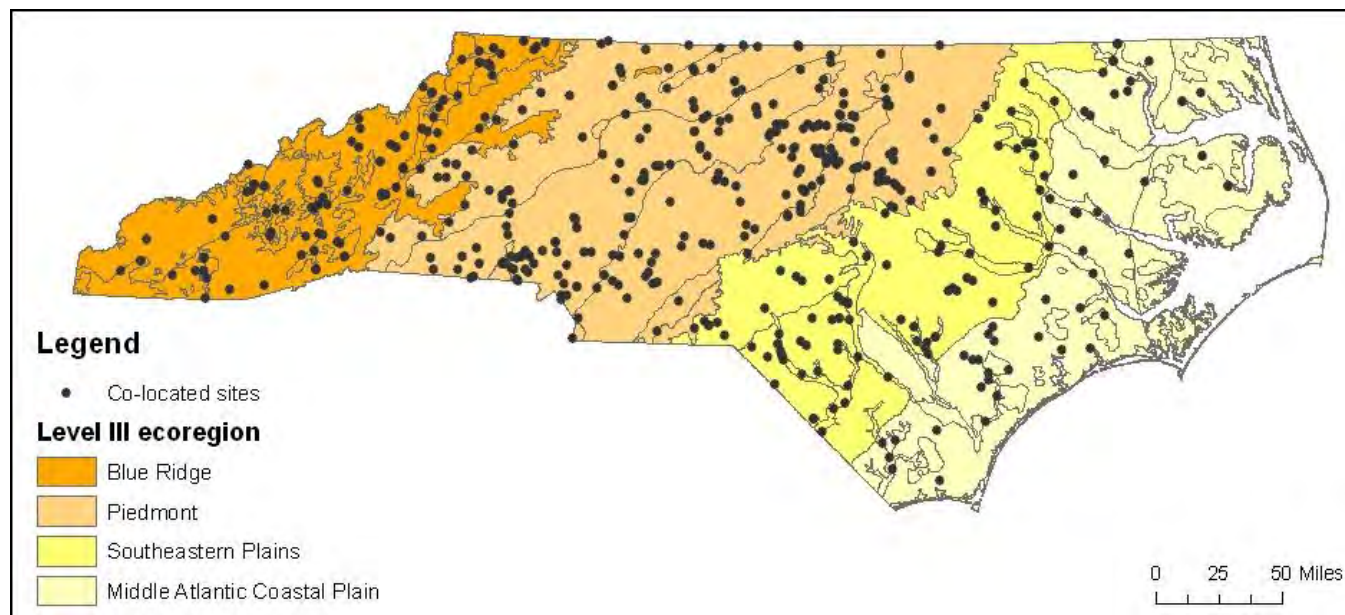 Legend
Co-located sites
Level III ecoregion
Blue Ridge
Piedmont
Southeastern Plains
Middle Atlantic Coastal Plain
0 25 50 Miles